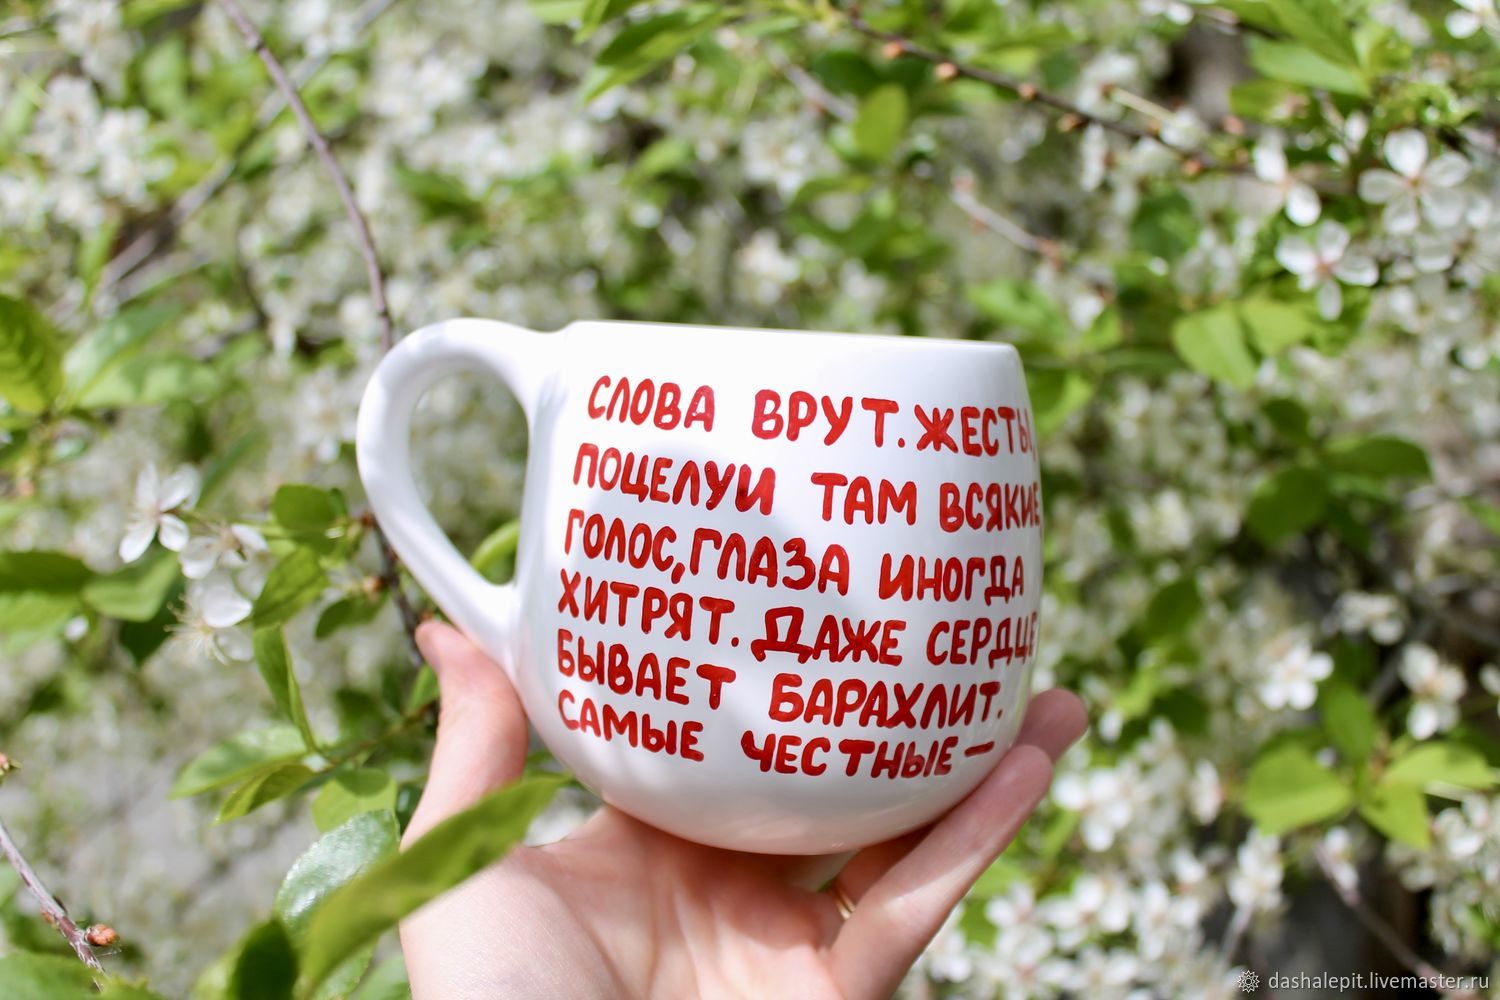 СЛОВА ВРУТ. ЖЕСТЫ,
ПОЦЕЛУИ ТАМ ВСЯКИЕ,
ГОЛОС, ГЛАЗА ИНОГДА
ХИТРЯТ. ДАЖЕ СЕРДЦЕ
БЫВАЕТ БАРАХЛИТ.
САМЫЕ ЧЕСТНЫЕ —
dashalepit.livemaster.ru